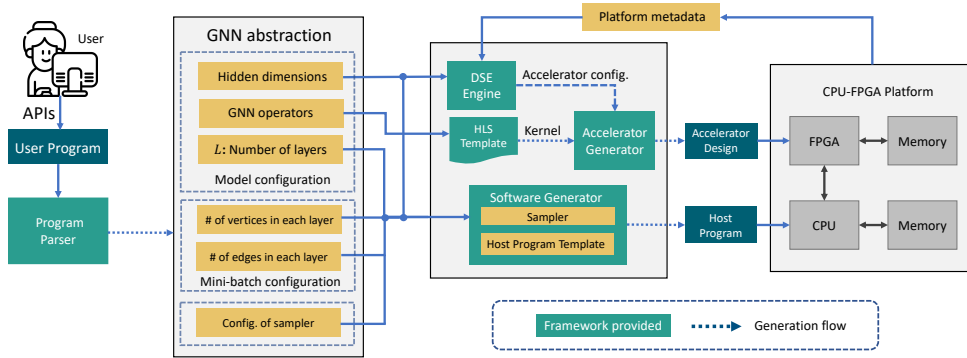 User
APIs
User Program
Program
Parser
GNN abstraction
Hidden dimensions
GNN operators
L: Number of layers
Model configuration
# of vertices in each layer
# of edges in each layer
Mini-batch configuration
Config. of sampler
Platform metadata
DSE
Engine
Accelerator config.
HLS
Template
Kernel
Accelerator
Generator
Software Generator
Sampler
Host Program Template
Accelerator
Design
Host
Program
CPU-FPGA Platform
FPGA
Memory
CPU
Memory
Framework provided
Generation flow